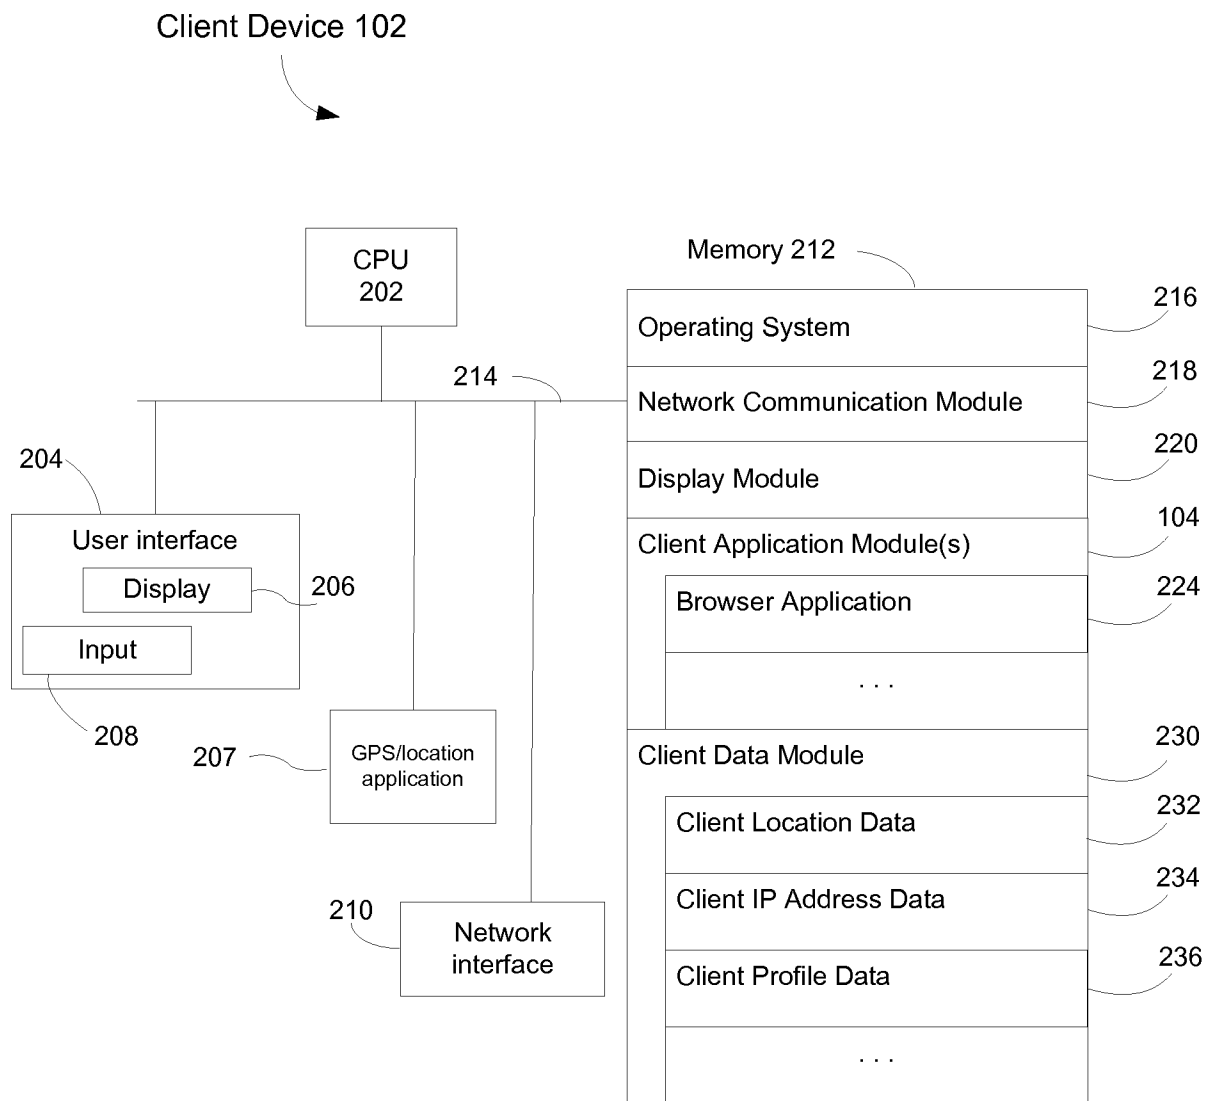 Client Device 102
CPU
202
Memory 212
216
Operating System
214
218
Network Communication Module
204
220
Display Module
User interface
Display
206
Input
208
104
Client Application Module(s)
224
Browser Application
. . .
207
GPS/location
application
230
Client Data Module
232
Client Location Data
210
Network
interface
234
Client IP Address Data
236
Client Profile Data
. . .